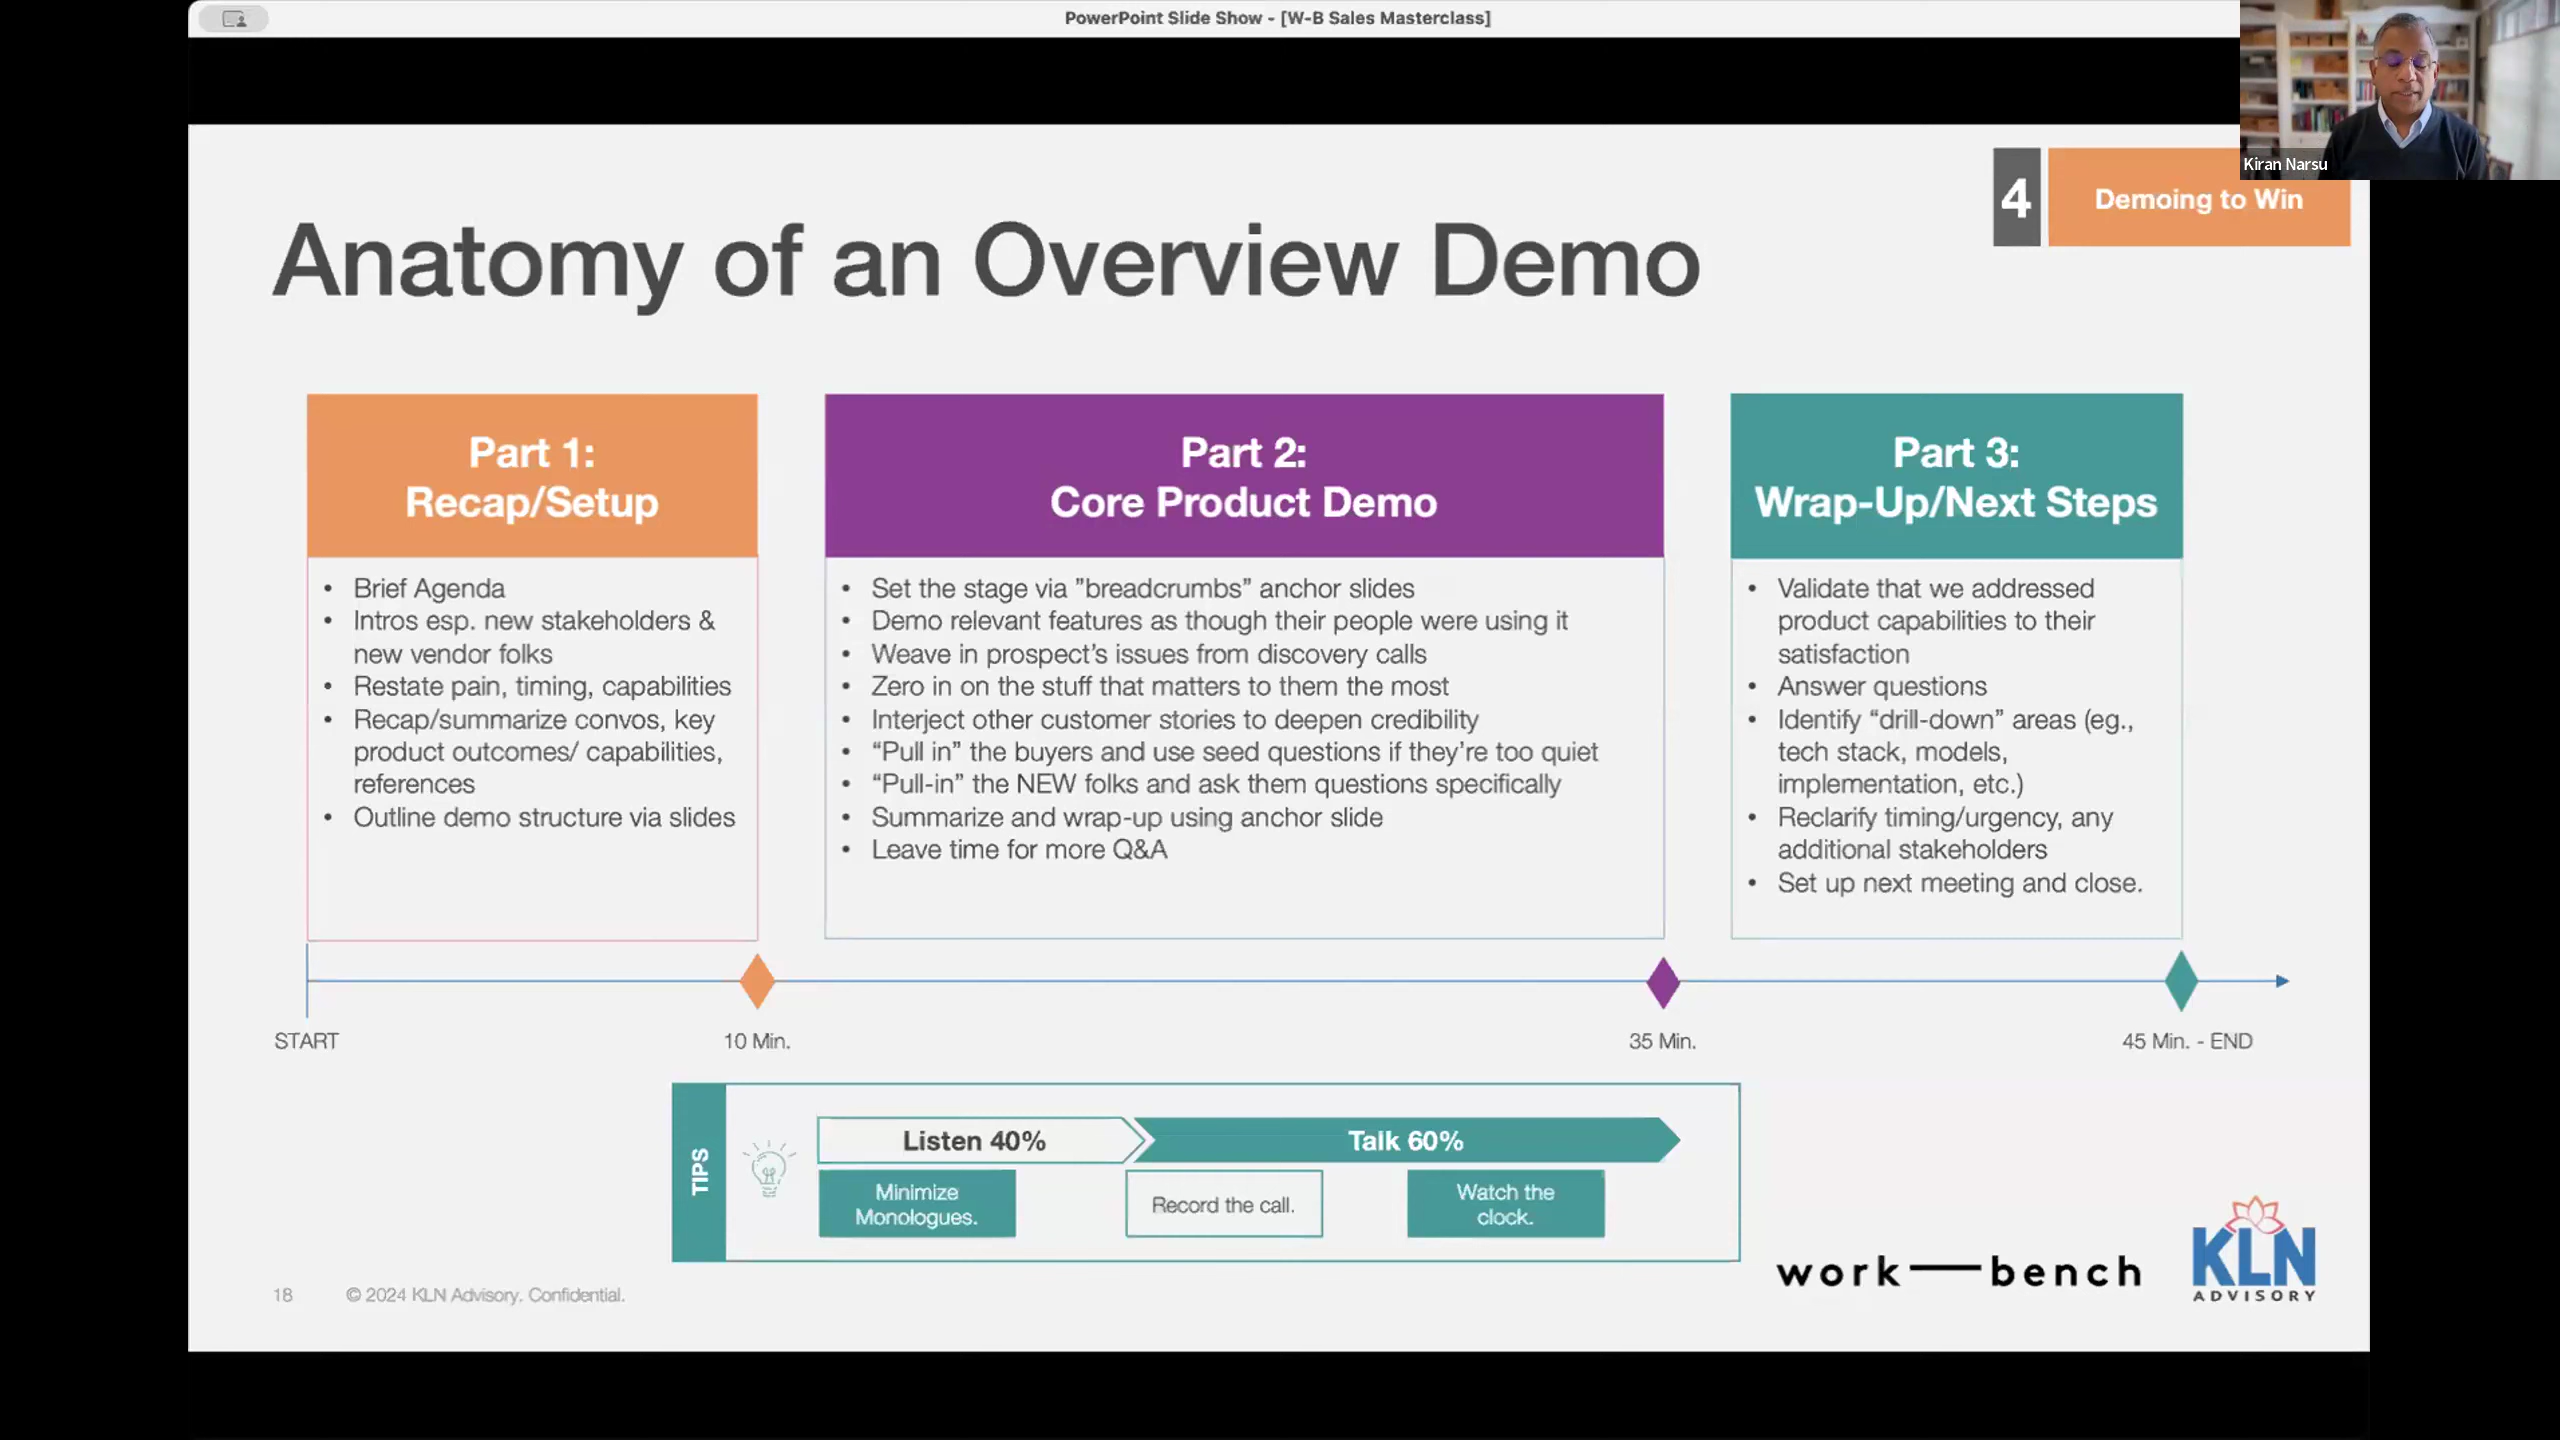 PowerPoint Slide Show - [W-B Sales Masterclass]
Kiran Narsu
4
Demoing to Win
Anatomy of an Overview Demo
Part 1:
Recap/Setup
• Brief Agenda
• Intros esp. new stakeholders &
new vendor folks
• Restate pain, timing, capabilities
• Recap/summarize convos, key
product outcomes/ capabilities,
references
• Outline demo structure via slides
Part 2:
Core Product Demo
• Set the stage via ”breadcrumbs” anchor slides
• Demo relevant features as though their people were using it
• Weave in prospect’s issues from discovery calls
• Zero in on the stuff that matters to them the most
• Interject other customer stories to deepen credibility
• “Pull in” the buyers and use seed questions if they’re too quiet
• “Pull-in” the NEW folks and ask them questions specifically
• Summarize and wrap-up using anchor slide
• Leave time for more Q&A
Part 3:
Wrap-Up/Next Steps
• Validate that we addressed
product capabilities to their
satisfaction
• Answer questions
• Identify “drill-down” areas (eg.,
tech stack, models,
implementation, etc.)
• Reclarify timing/urgency, any
additional stakeholders
• Set up next meeting and close.
START
10 Min.
35 Min.
45 Min. - END
TIPS
Listen 40%
Talk 60%
Minimize
Monologues.
Record the call.
Watch the
clock.
18
© 2024 KLN Advisory. Confidential.
work—bench
KLN
ADVISORY